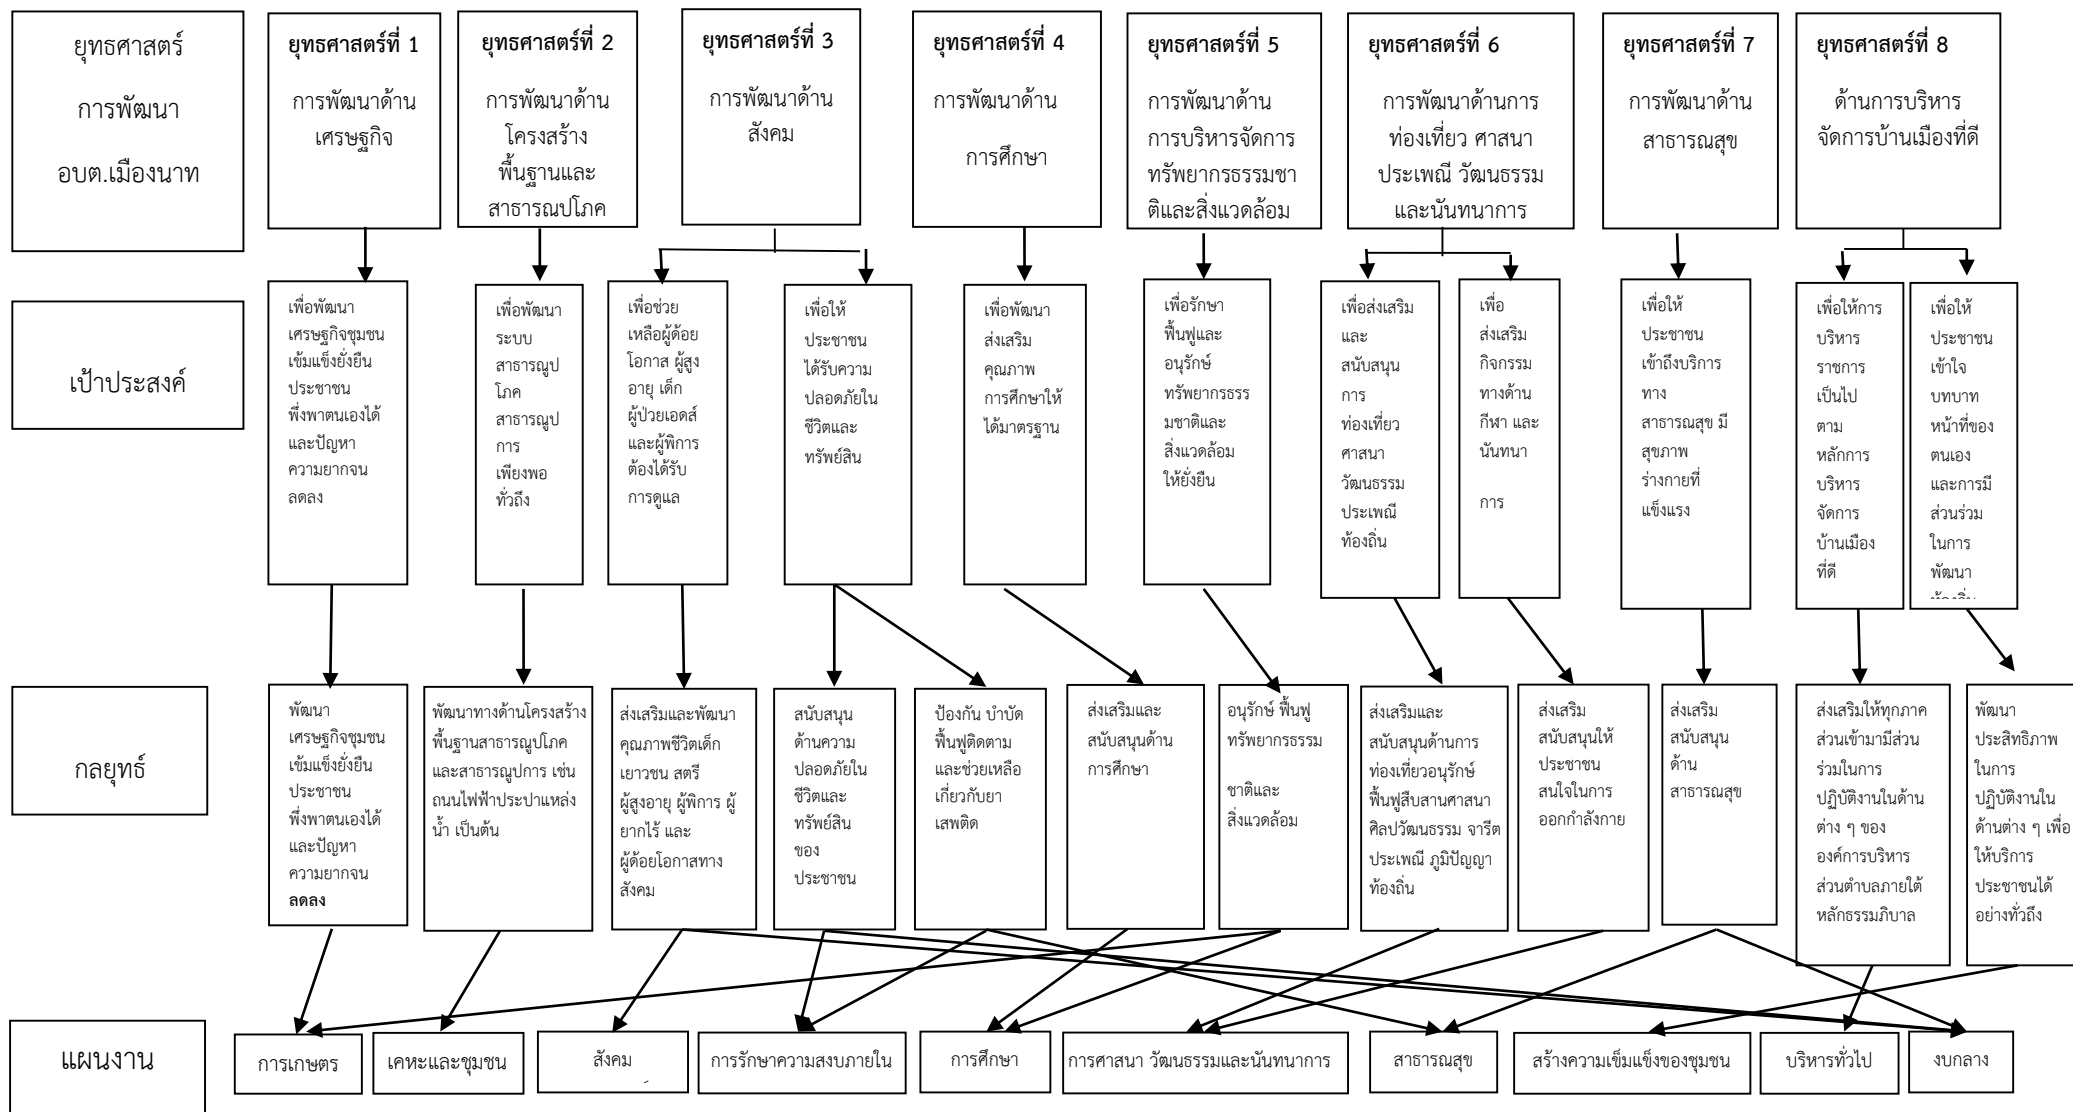 ยุทธศาสตร์
การพัฒนา
อบต.เมืองนาท
ยุทธศาสตร์ที่ 1
การพัฒนาด้าน
เศรษฐกิจ
ยุทธศาสตร์ที่ 2
การพัฒนาด้าน
โครงสร้าง
พื้นฐานและ
สาธารณปโภค
ยุทธศาสตร์ที่ 3
การพัฒนาด้าน
สังคม
ยุทธศาสตร์ที่ 4
การพัฒนาด้าน
การศึกษา
ยุทธศาสตร์ที่ 5
การพัฒนาด้าน
การบริหารจัดการ
ทรัพยากรธรรมชา
ติและสิ่งแวดล้อม
ยุทธศาสตร์ที่ 6
การพัฒนาด้านการ
ท่องเที่ยว ศาสนา
ประเพณี วัฒนธรรม
และนันทนาการ
ยุทธศาสตร์ที่ 7
การพัฒนาด้าน
สาธารณสุข
ยุทธศาสตร์ที่ 8
ด้านการบริหาร
จัดการบ้านเมืองที่ดี
เป้าประสงค์
เพื่อพัฒนา
เศรษฐกิจชุมชน
เข้มแข็งยั่งยืน
ประชาชน
พึ่งพาตนเองได้
และปัญหา
ความยากจน
ลดลง
เพื่อพัฒนา
ระบบ
สาธารณูป
โภค
สาธารณูป
การ
เพียงพอ
ทั่วถึง
เพื่อช่วย
เหลือผู้ด้อย
โอกาส ผู้สูง
อายุ เด็ก
ผู้ป่วยเอดส์
และผู้พิการ
ต้องได้รับ
การดูแล
เพื่อให้
ประชาชน
ได้รับความ
ปลอดภัยใน
ชีวิตและ
ทรัพย์สิน
เพื่อพัฒนา
ส่งเสริม
คุณภาพ
การศึกษาให้
ได้มาตรฐาน
เพื่อรักษา
ฟื้นฟูและ
อนุรักษ์
ทรัพยากรธรร
มชาติและ
สิ่งแวดล้อม
ให้ยั่งยืน
เพื่อส่งเสริม
และ
สนับสนุน
การ
ท่องเที่ยว
ศาสนา
วัฒนธรรม
ประเพณี
ท้องถิ่น
เพื่อ
ส่งเสริม
กิจกรรม
ทางด้าน
กีฬา และ
นันทนา
การ
เพื่อให้
ประชาชน
เข้าถึงบริการ
ทาง
สาธารณสุข มี
สุขภาพ
ร่างกายที่
แข็งแรง
เพื่อให้การ
บริหาร
ราชการ
เป็นไป
ตาม
หลักการ
บริหาร
จัดการ
บ้านเมือง
ที่ดี
เพื่อให้
ประชาชน
เข้าใจ
บทบาท
หน้าที่ของ
ตนเอง
และการมี
ส่วนร่วม
ในการ
พัฒนา
กลยุทธ์
พัฒนา
เศรษฐกิจชุมชน
เข้มแข็งยั่งยืน
ประชาชน
พึ่งพาตนเองได้
และปัญหา
ความยากจน
ลดลง
พัฒนาทางด้านโครงสร้าง
พื้นฐานสาธารณูปโภค
และสาธารณูปการ เช่น
ถนนไฟฟ้าประปาแหล่ง
น้ำ เป็นต้น
ส่งเสริมและพัฒนา
คุณภาพชีวิตเด็ก
เยาวชน สตรี
ผู้สูงอายุ ผู้พิการ ผู้
ยากไร้ และ
ผู้ด้อยโอกาสทาง
สังคม
สนับสนุน
ด้านความ
ปลอดภัยใน
ชีวิตและ
ทรัพย์สิน
ของ
ประชาชน
ป้องกัน บำบัด
ฟื้นฟูติดตาม
และช่วยเหลือ
เกี่ยวกับยา
เสพติด
ส่งเสริมและ
สนับสนุนด้าน
การศึกษา
อนุรักษ์ ฟื้นฟู
ทรัพยากรธรรม
ชาติและ
สิ่งแวดล้อม
ส่งเสริมและ
สนับสนุนด้านการ
ท่องเที่ยวอนุรักษ์
ฟื้นฟูสืบสานศาสนา
ศิลปวัฒนธรรม จารีต
ประเพณี ภูมิปัญญา
ท้องถิ่น
ส่งเสริม
สนับสนุนให้
ประชาชน
สนใจในการ
ออกกำลังกาย
ส่งเสริม
สนับสนุน
ด้าน
สาธารณสุข
ส่งเสริมให้ทุกภาค
ส่วนเข้ามามีส่วน
ร่วมในการ
ปฏิบัติงานในด้าน
ต่าง ๆ ของ
องค์การบริหาร
ส่วนตำบลภายใต้
หลักธรรมภิบาล
พัฒนา
ประสิทธิภาพ
ในการ
ปฏิบัติงานใน
ด้านต่าง ๆ เพื่อ
ให้บริการ
ประชาชนได้
อย่างทั่วถึง
แผนงาน
การเกษตร
เคหะและชุมชน
สังคม
การรักษาความสงบภายใน
การศึกษา
การศาสนา วัฒนธรรมและนันทนาการ
สาธารณสุข
สร้างความเข็มแข็งของชุมชน
บริหารทั่วไป
งบกลาง